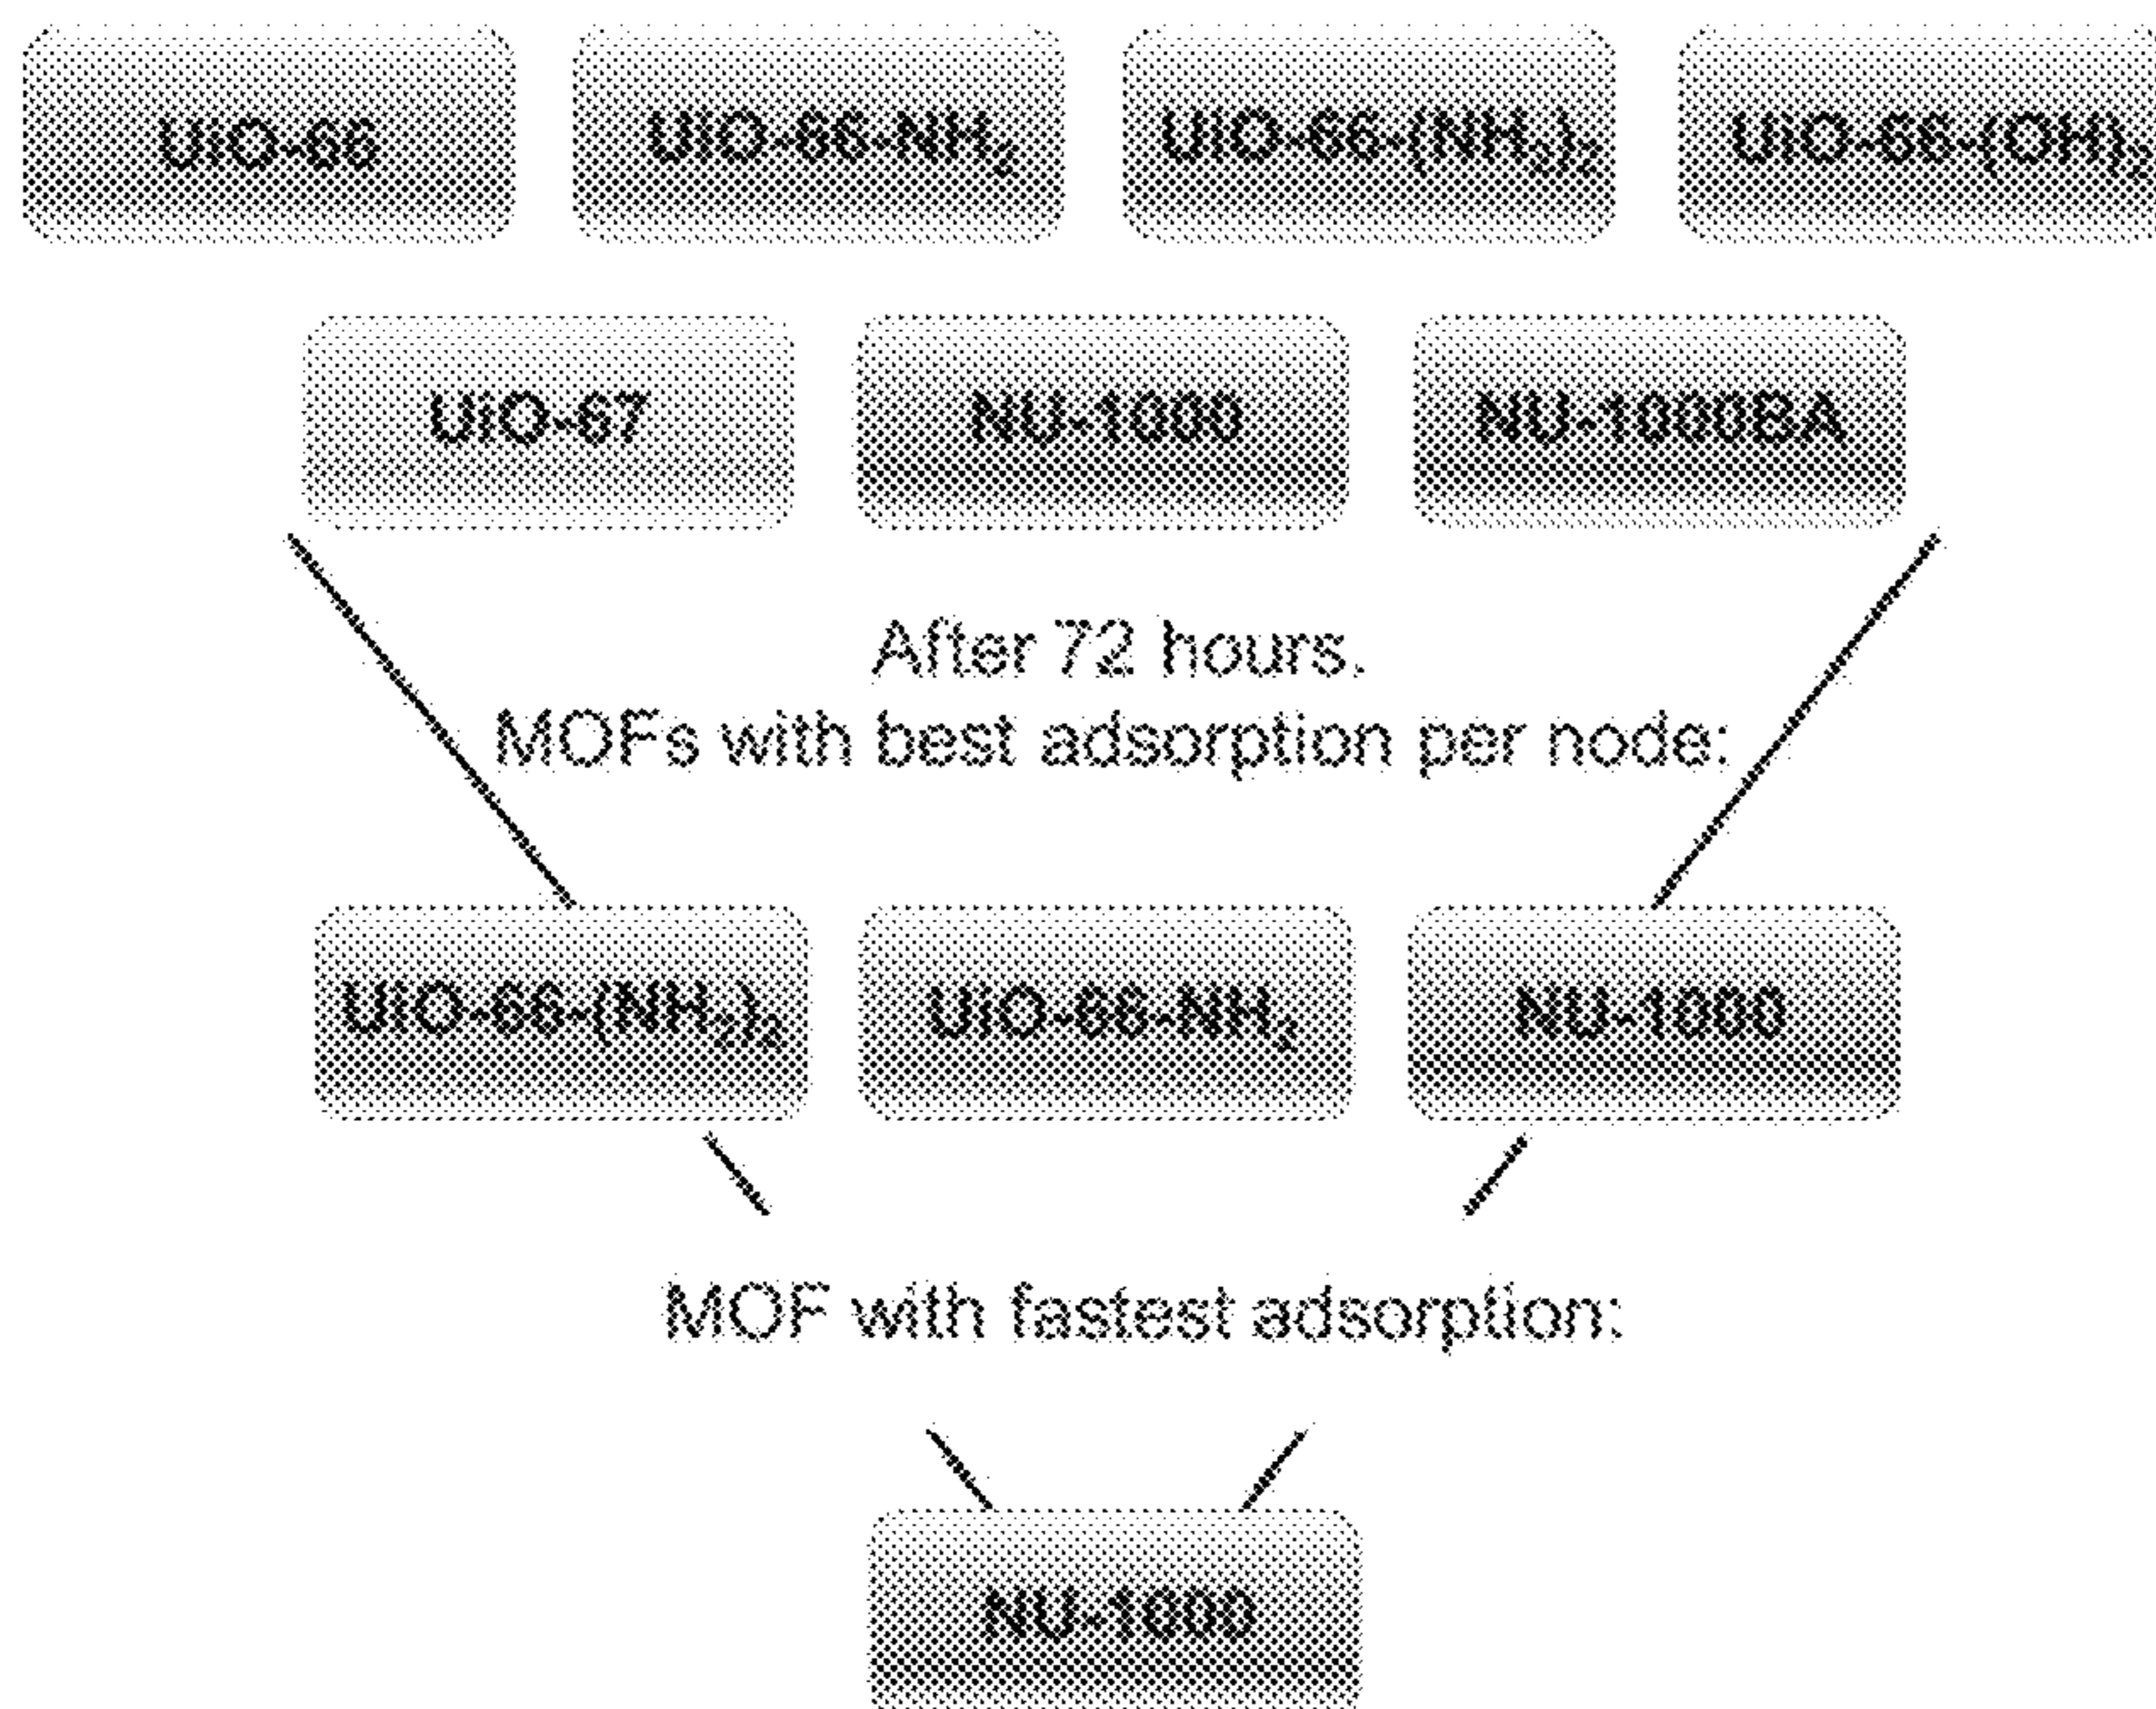 UiO-66 UiO-66-NH₂ UiO-66-(NH₂)₂ UiO-66-(OH)₂
UiO-67 NU-1000 NU-1000BA
After 72 hours.
MOFs with best adsorption per node:
UiO-66-(NH₂)₂ UiO-66-NH₂ NU-1000
MOF with fastest adsorption:
NU-1000